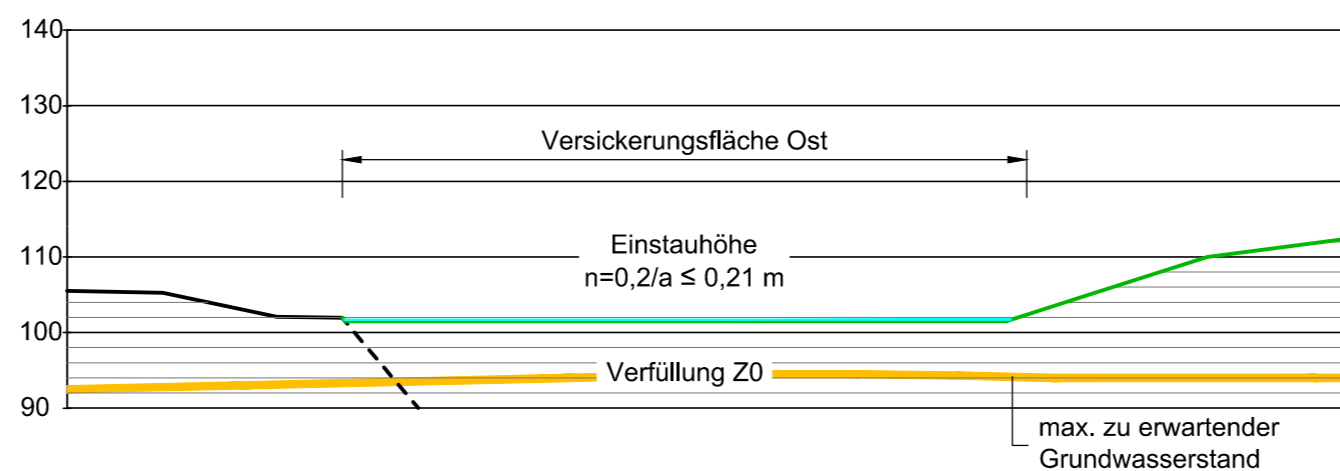 140
130
Versickerungsfläche Ost
120
110
Einstauhöhe
n=0,2/a ≤ 0,21 m
100
Verfüllung Z0
90
max. zu erwartender
Grundwasserstand